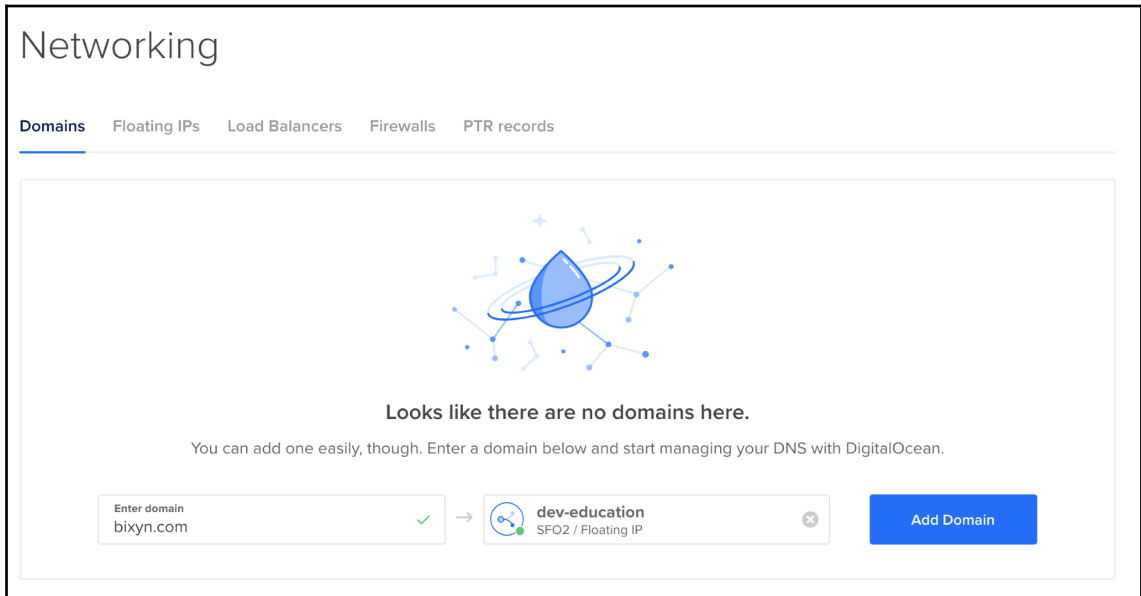 Networking
Domains Floating IPs Load Balancers Firewalls PTR records
Looks like there are no domains here.
You can add one easily, though. Enter a domain below and start managing your DNS with DigitalOcean.
Enter domain
bixyn.com
dev-education
SFO2 / Floating IP
Add Domain